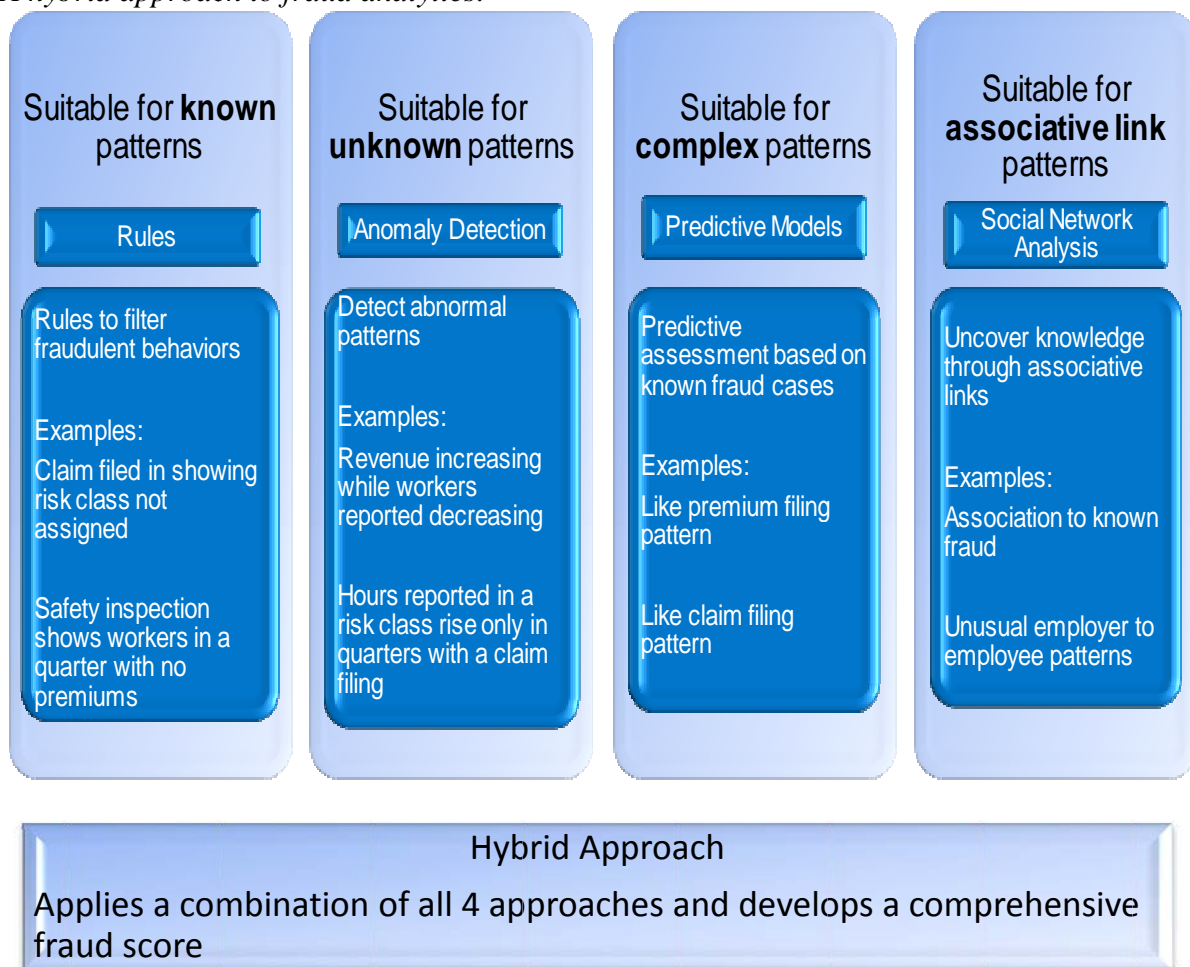 A hybrid approach to fraud analytics.
Suitable for known
patterns
Rules
Rules to filter
fraudulent behaviors
Examples:
Claim filed in showing
risk class not
assigned
Safety inspection
shows workers in a
quarter with no
premiums
Suitable for
unknown patterns
Anomaly Detection
Detect abnormal
patterns
Examples:
Revenue increasing
while workers
reported decreasing
Hours reported in a
risk class rise only in
quarters with a claim
filing
Suitable for
complex patterns
Predictive Models
Predictive
assessment based on
known fraud cases
Examples:
Like premium filing
pattern
Like claim filing
pattern
Suitable for
associative link
patterns
Social Network
Analysis
Uncover knowledge
through associative
links
Examples:
Association to known
fraud
Unusual employer to
employee patterns
Hybrid Approach
Applies a combination of all 4 approaches and develops a comprehensive
fraud score